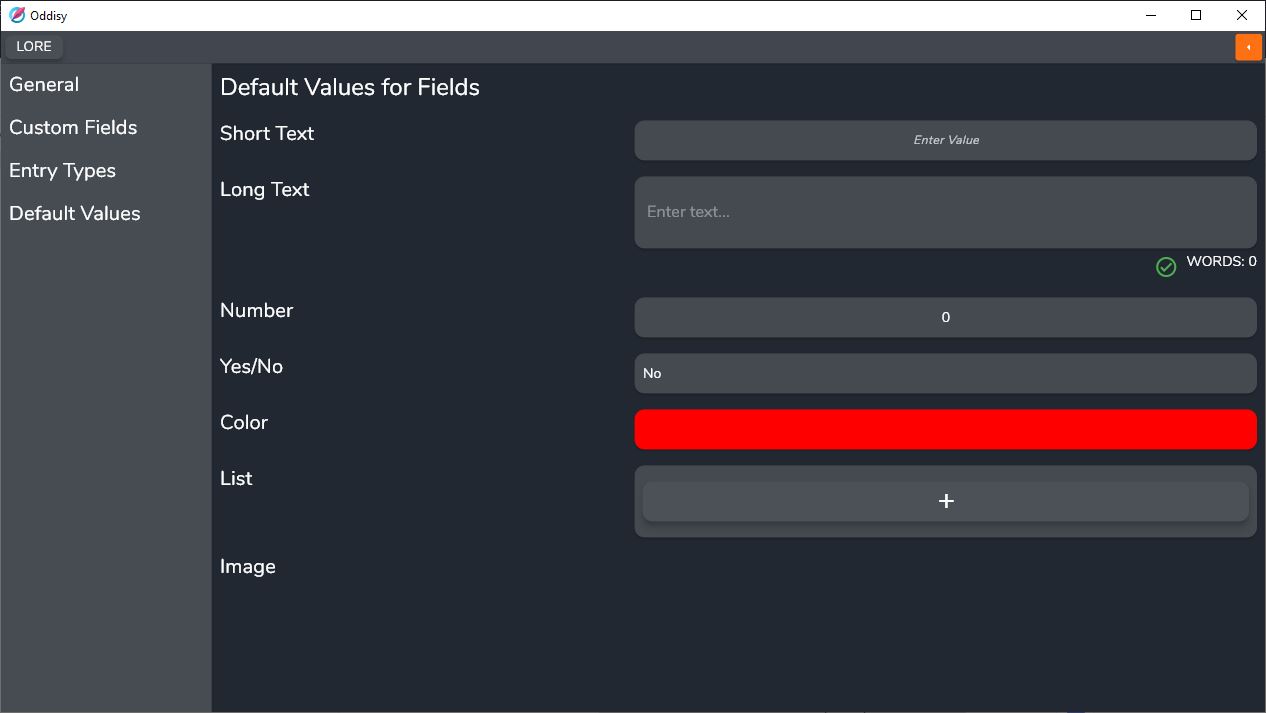 Oddisy
LORE
General
Custom Fields
Entry Types
Default Values
Default Values for Fields
Short Text
Enter Value
Long Text
Enter text...
WORDS: 0
Number
0
Yes/No
No
Color
List
+
Image